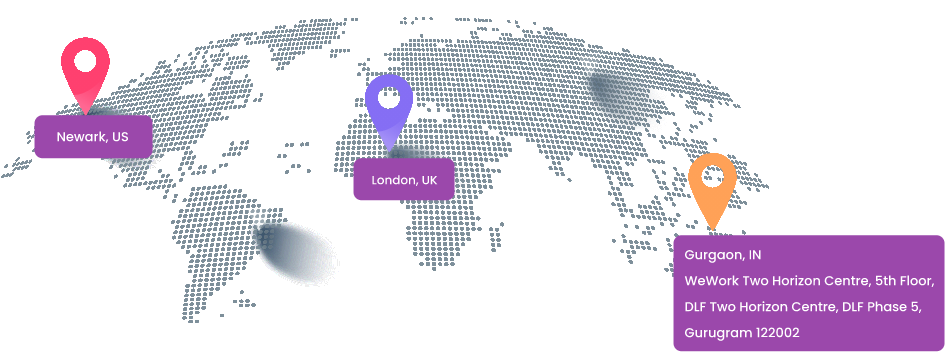 Newark, US
London, UK
Gurgaon, IN
WeWork Two Horizon Centre, 5th Floor,
DLF Two Horizon Centre, DLF Phase 5,
Gurugram 122002